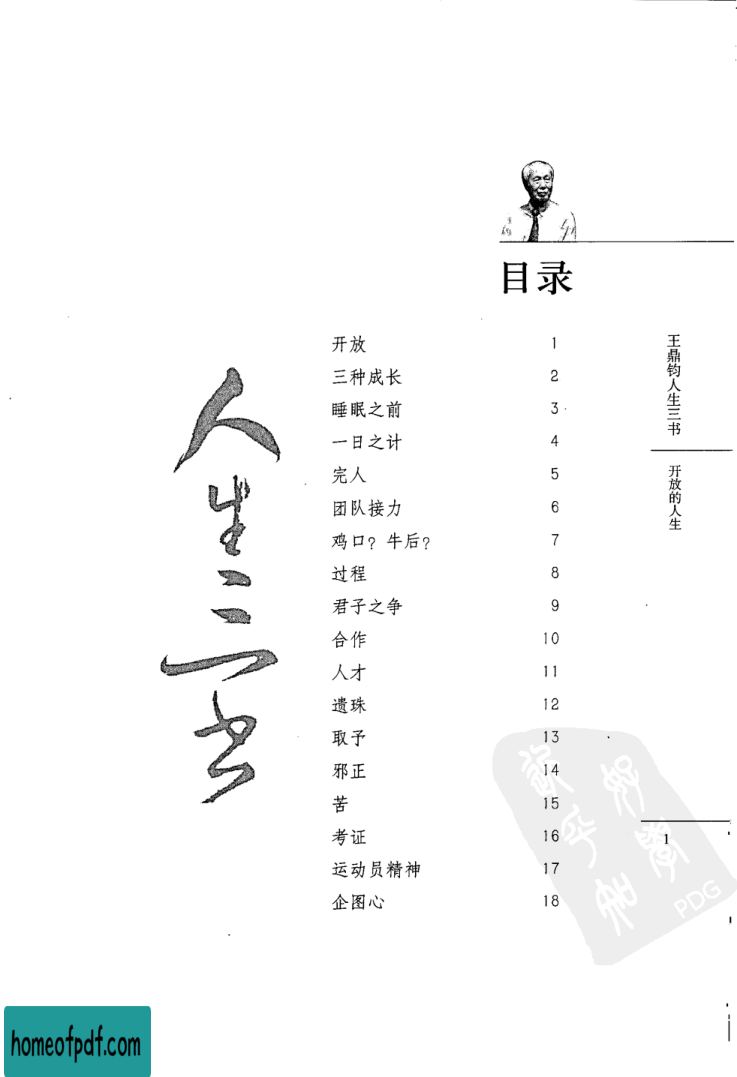 目录
开放 1
三种成长 2
睡眠之前 3
一日之计 4
完人 5
团队接力 6
鸡口？牛后？ 7
过程 8
君子之争 9
合作 10
人才 11
遗珠 12
取予 13
邪正 14
苦 15
考证 16
运动员精神 17
企图心 18
人生三书
王鼎钧人生三书
开放的人生
1
PDG
homeofpdf.com